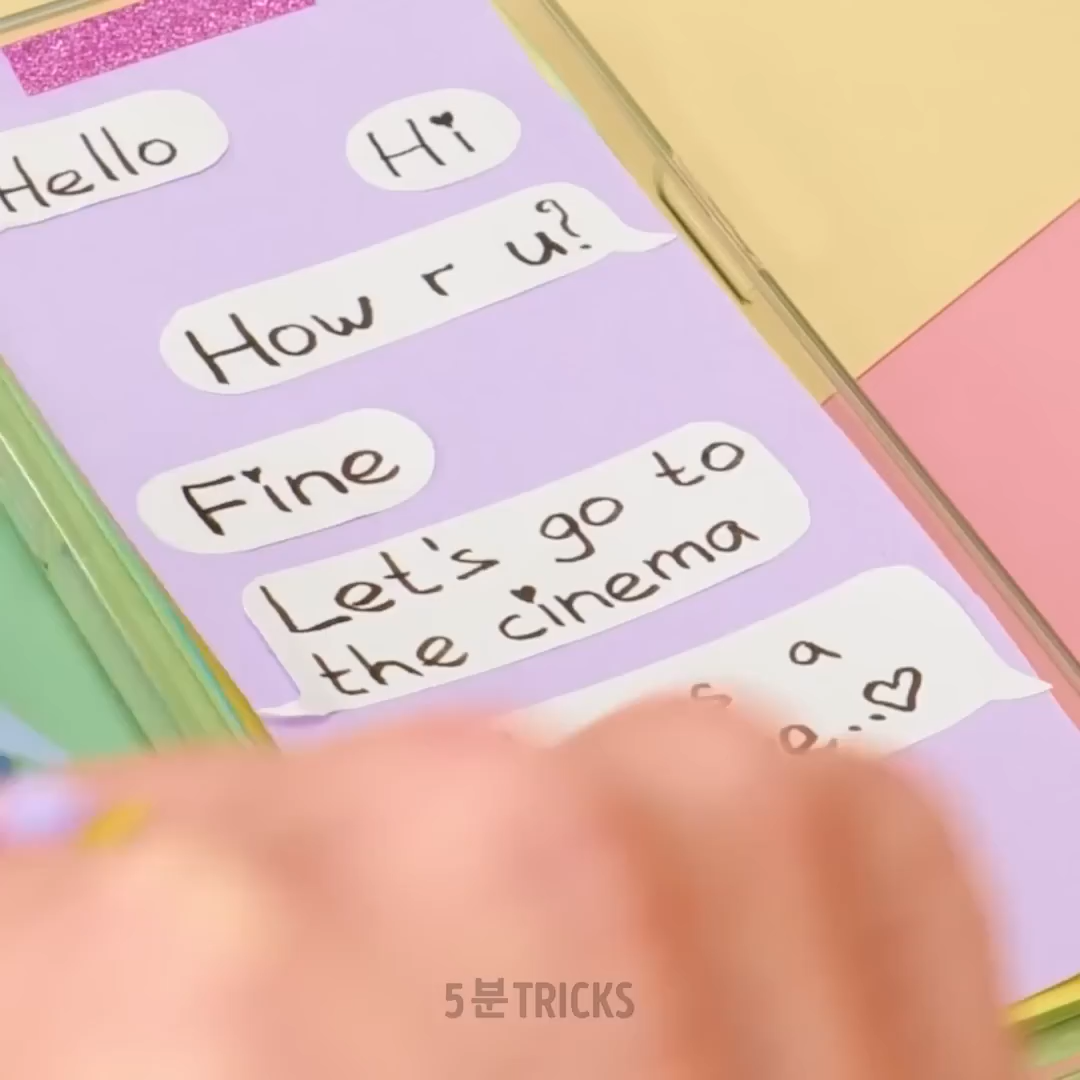 Hello
Hi
How r u?
Fine
Let's go to
the cinema
a
...♡
5분TRICKS